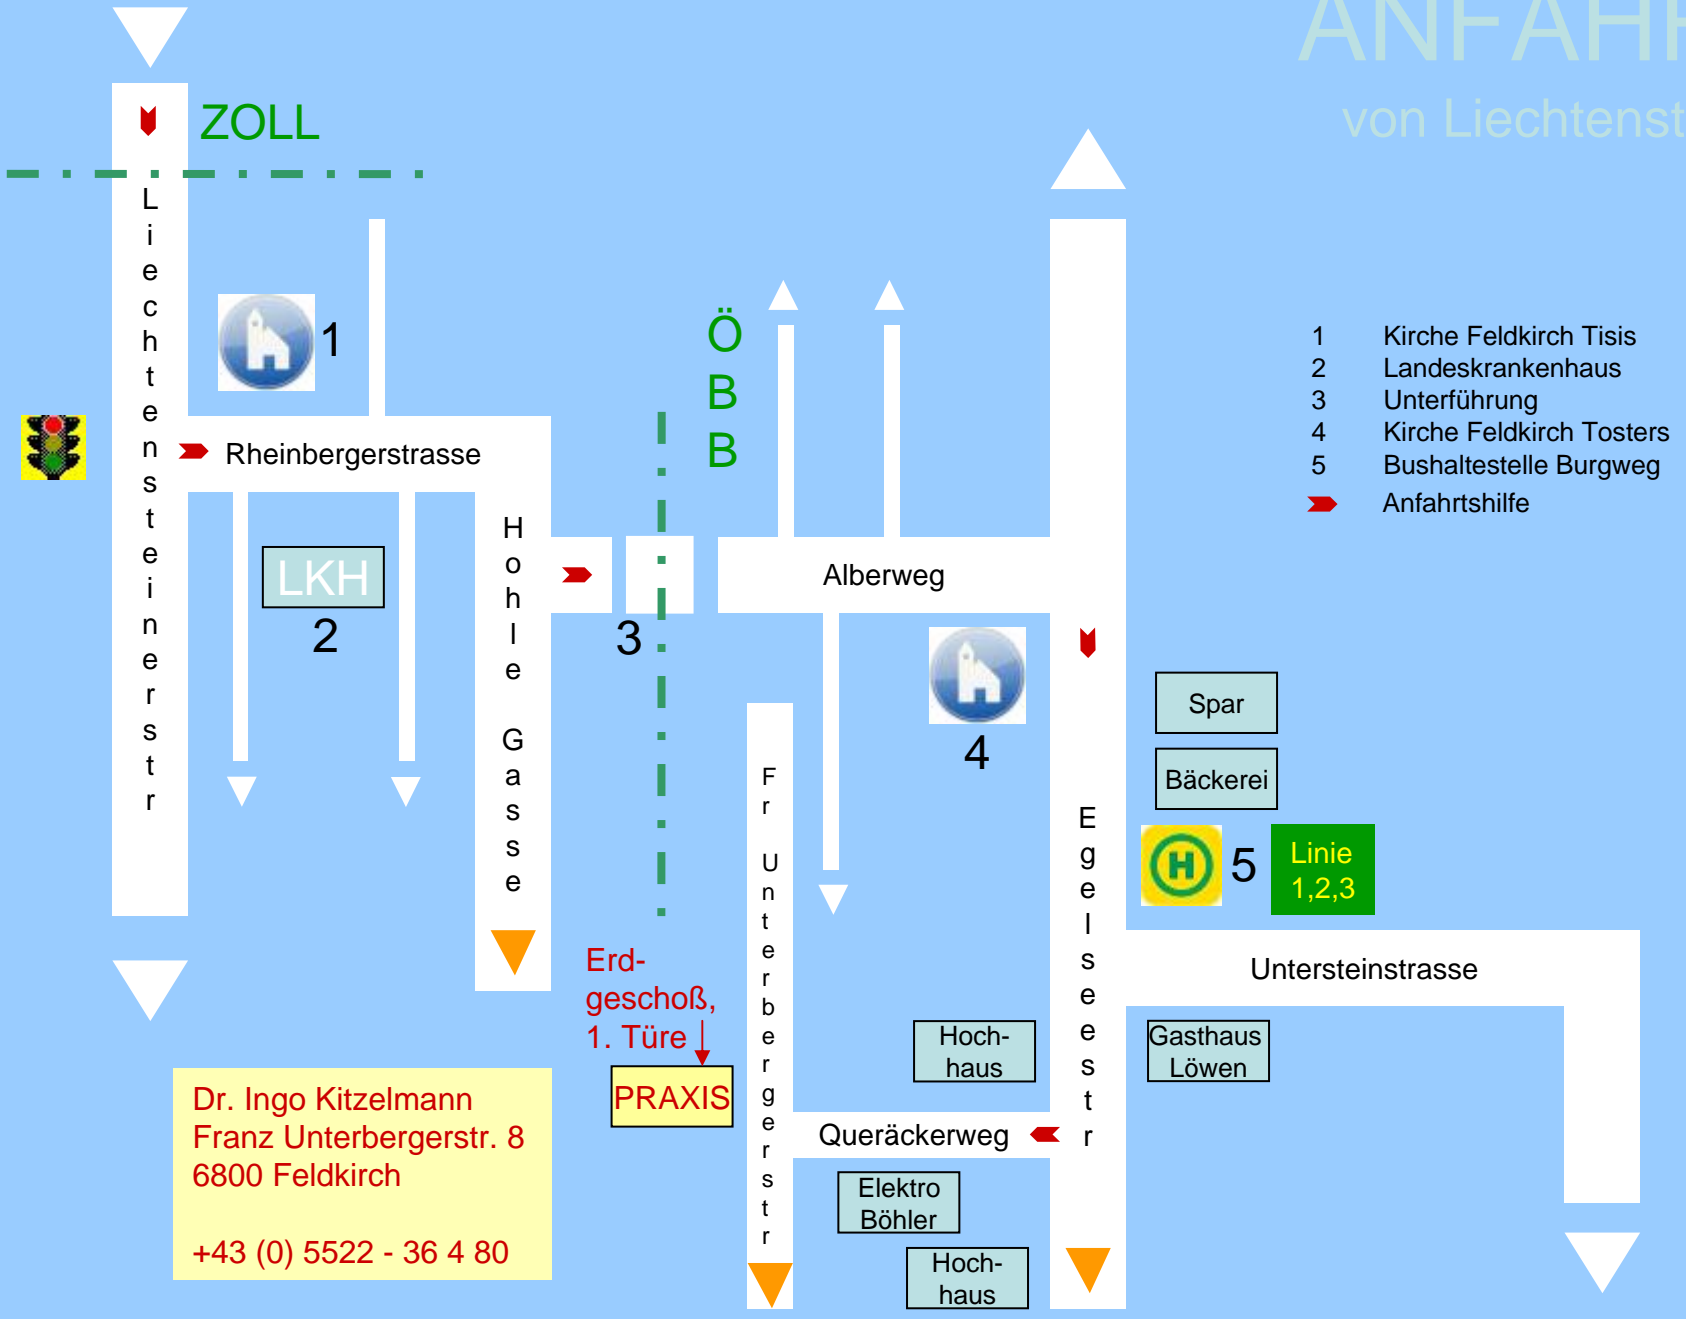 ANFAHR
von Liechtenst
ZOLL
Liechtensteinerstr
1
Rheinbergerstrasse
LKH
2
Hohle Gasse
ÖBB
3
Alberweg
4
1 Kirche Feldkirch Tisis
2 Landeskrankenhaus
3 Unterführung
4 Kirche Feldkirch Tosters
5 Bushaltestelle Burgweg
Anfahrtshilfe
Spar
Bäckerei
H
5
Linie
1,2,3
Egelseestr
Untersteinstrasse
Fr Unterbergerstr
Erd-
geschoß,
1. Türe
PRAXIS
Hoch-
haus
Gasthaus
Löwen
Queräckerweg
Elektro
Böhler
Hoch-
haus
Dr. Ingo Kitzelmann
Franz Unterbergerstr. 8
6800 Feldkirch
+43 (0) 5522 - 36 4 80